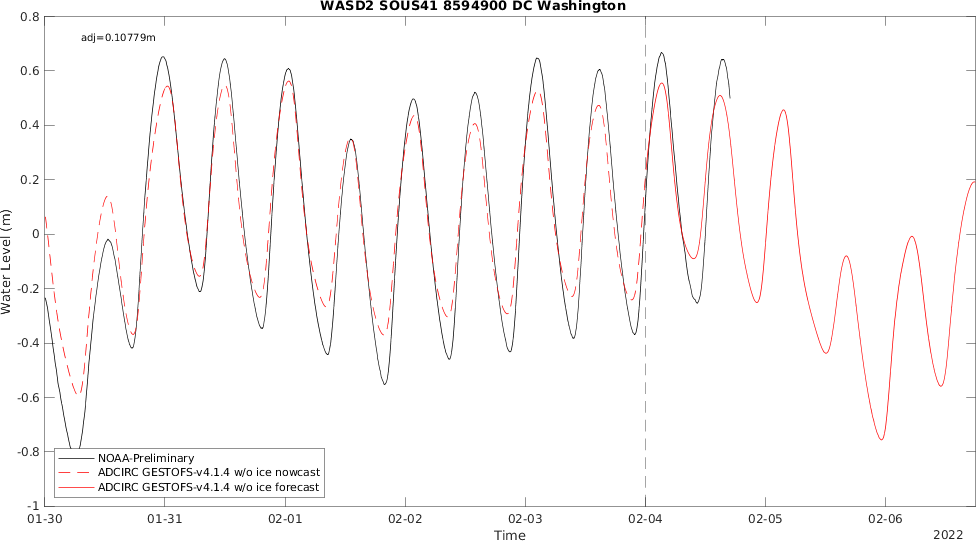 WASD2 SOUS41 8594900 DC Washington
adj=0.10779m
0.8
0.6
0.4
0.2
0
-0.2
-0.4
-0.6
-0.8
-1
Water Level (m)
NOAA-Preliminary
ADCIRC GESTOFS-v4.1.4 w/o ice nowcast
ADCIRC GESTOFS-v4.1.4 w/o ice forecast
01-30 01-31 02-01 02-02 02-03 02-04 02-05 02-06
Time
2022